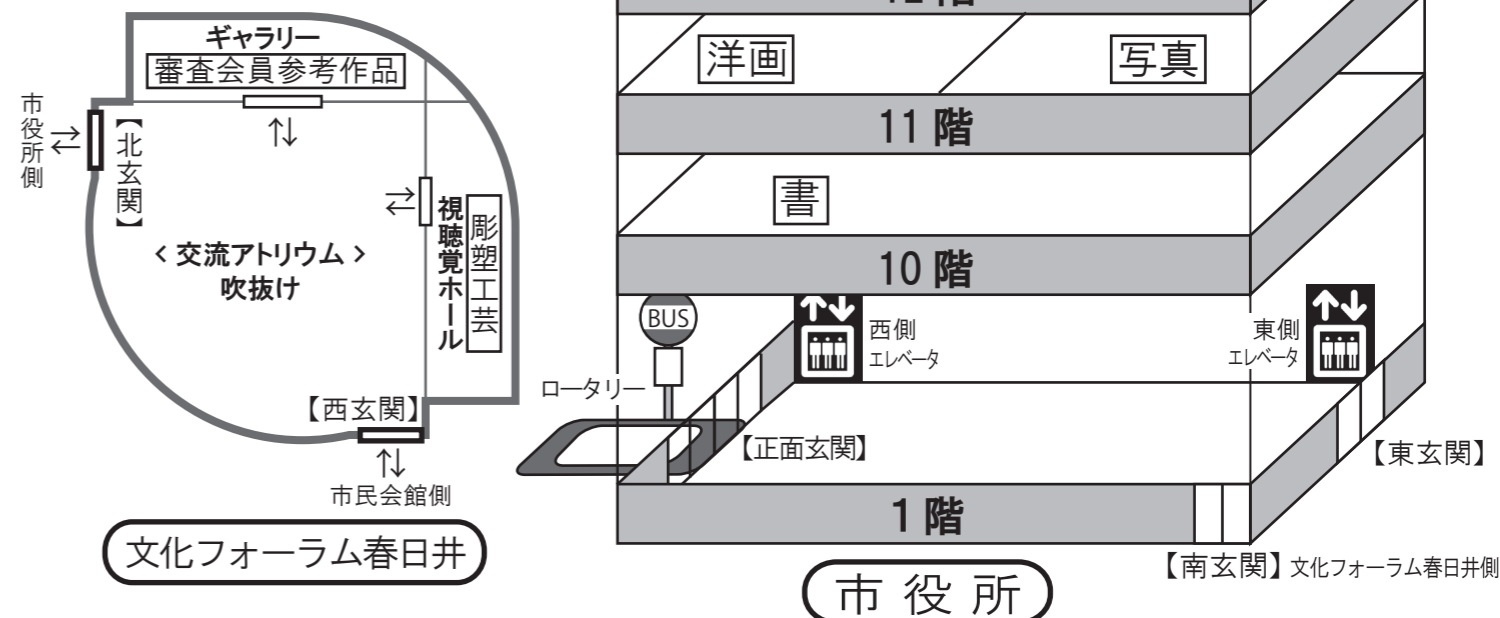 ギャラリー
審査会員参考作品
市役所側
【北玄関】
< 交流アトリウム >
吹抜け
視聴覚ホール
彫塑工芸
【西玄関】
市民会館側
文化フォーラム春日井
洋画
写真
11 階
書
10 階
BUS
西側
エレベータ
東側
エレベータ
ロータリー
【正面玄関】
【東玄関】
1 階
【南玄関】文化フォーラム春日井側
市役所